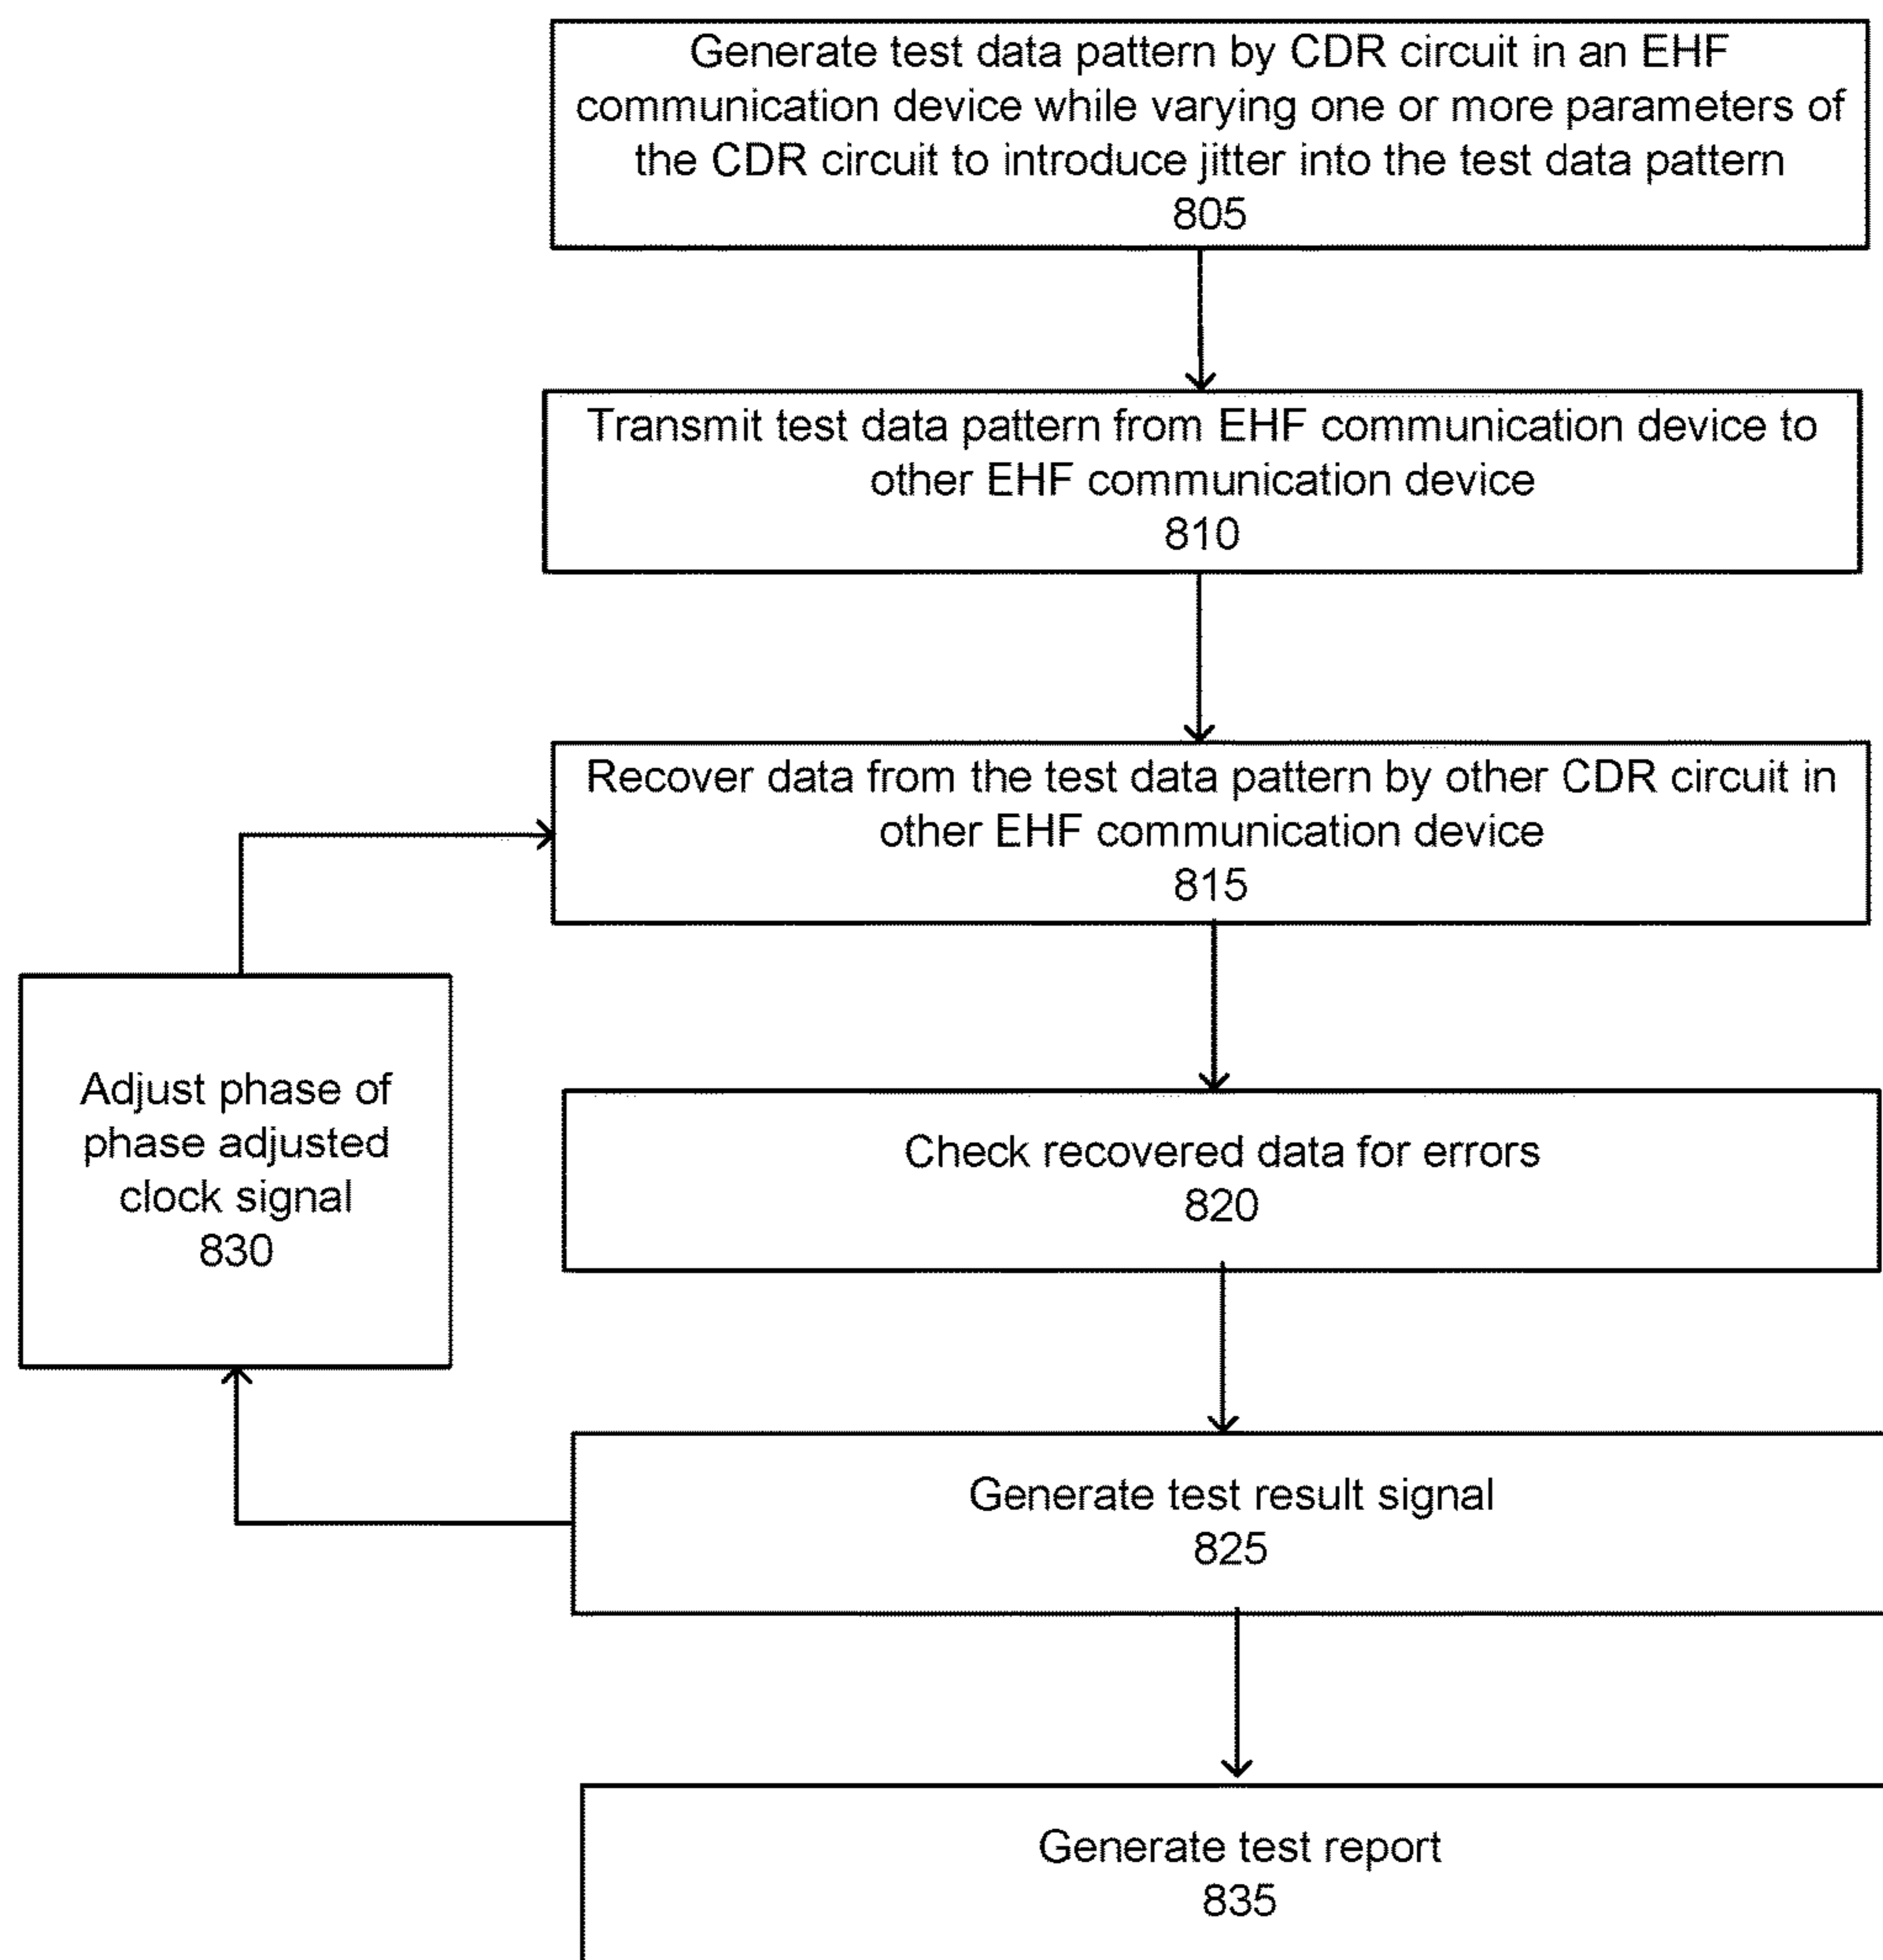 Generate test data pattern by CDR circuit in an EHF
communication device while varying one or more parameters of
the CDR circuit to introduce jitter into the test data pattern
805
Transmit test data pattern from EHF communication device to
other EHF communication device
810
Recover data from the test data pattern by other CDR circuit in
other EHF communication device
815
Adjust phase of
phase adjusted
clock signal
830
Check recovered data for errors
820
Generate test result signal
825
Generate test report
835